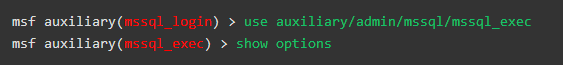 msf auxiliary(mssql_login) > use auxiliary/admin/mssql/mssql_exec
msf auxiliary(mssql_exec) > show options